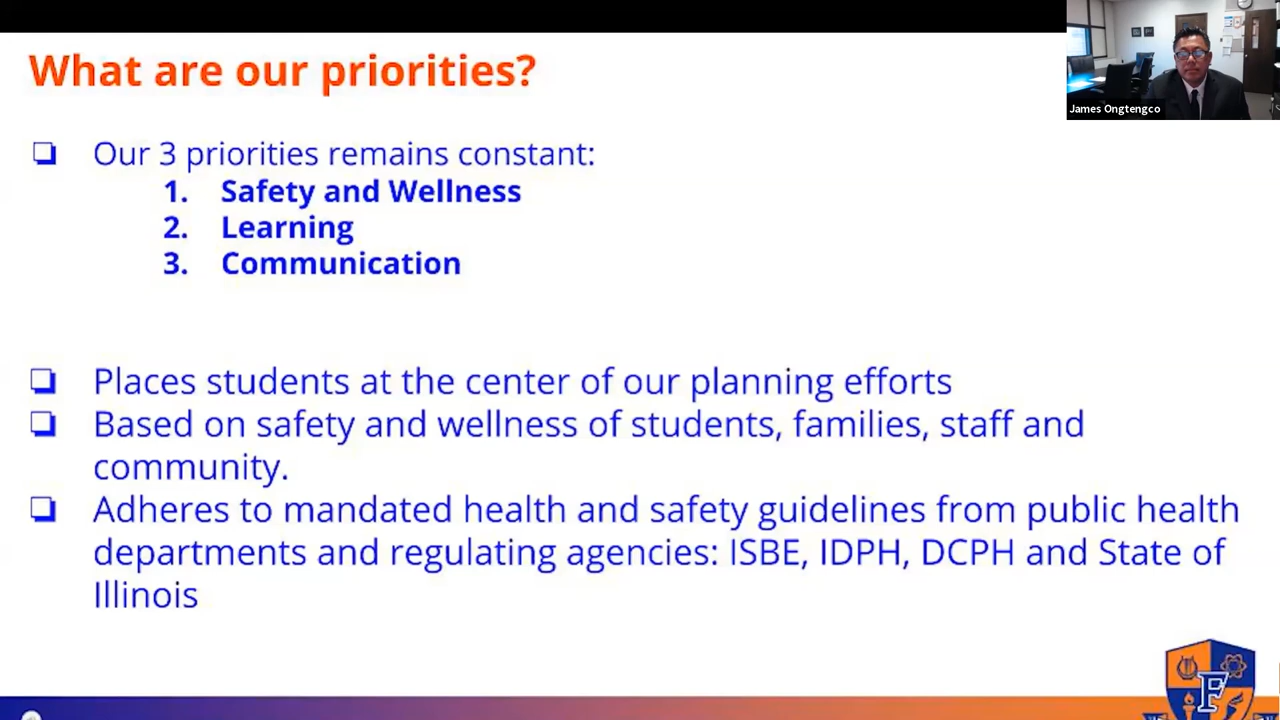 What are our priorities?
James Ongtengco
❏ Our 3 priorities remains constant:
1. Safety and Wellness
2. Learning
3. Communication
❏ Places students at the center of our planning efforts
❏ Based on safety and wellness of students, families, staff and
community.
❏ Adheres to mandated health and safety guidelines from public health
departments and regulating agencies: ISBE, IDPH, DCPH and State of
Illinois
F